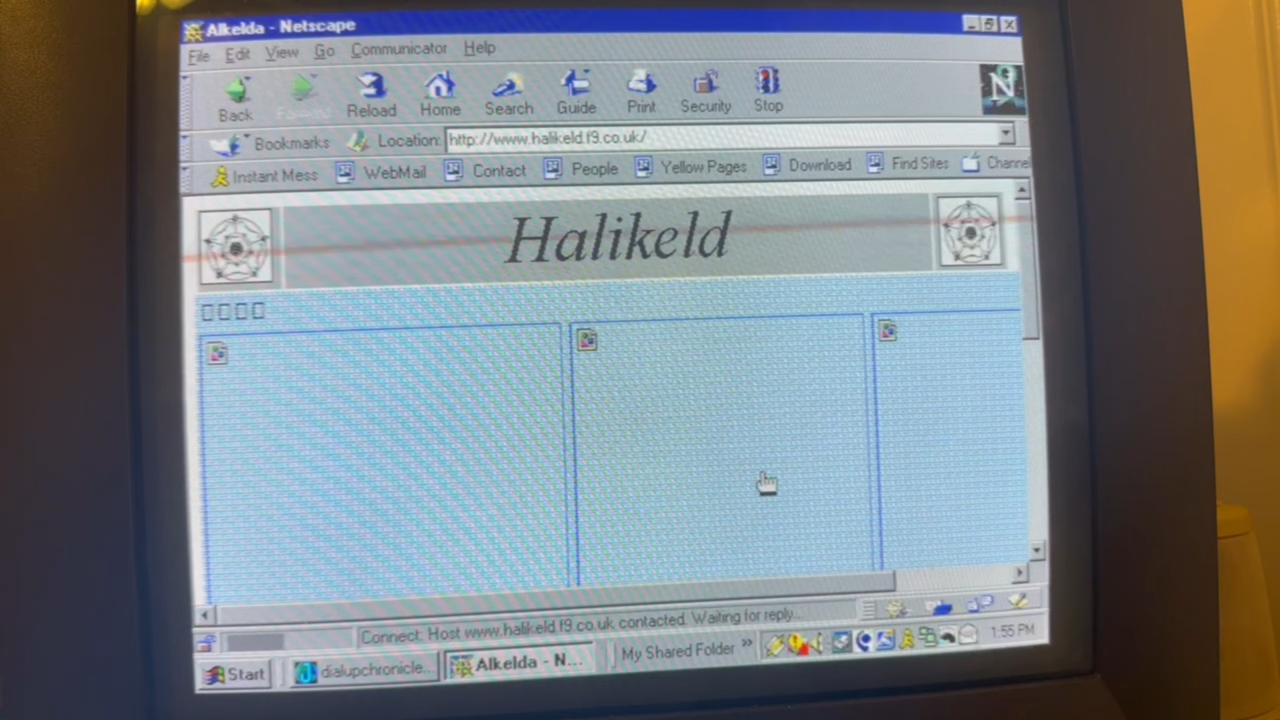 Alkelda - Netscape
File Edit View Go Communicator Help
Back Forward Reload Home Search Guide Print Security Stop
N
Bookmarks Location: http://www.halikeld.f9.co.uk/
Instant Mess WebMail Contact People Yellow Pages Download Find Sites Channel
Halikeld
Connect: Host www.halikeld.f9.co.uk contacted. Waiting for reply...
Start dialupchronicle... Alkelda - N... My Shared Folder » 1:55 PM